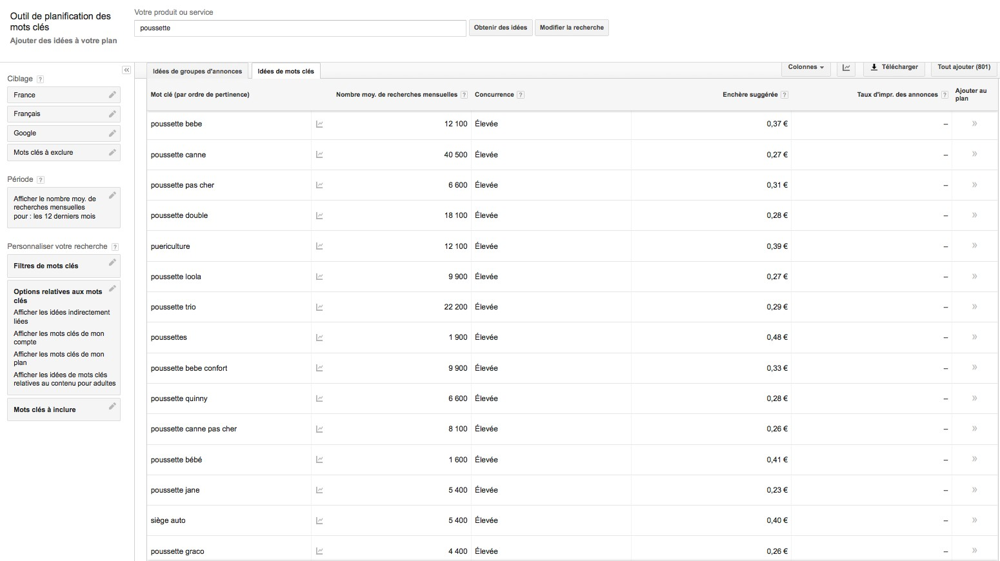 Outil de planification des
mots clés
Ajouter des idées à votre plan
Votre produit ou service
poussette
Obtenir des idées
Modifier la recherche
Ciblage ?
France
Français
Google
Mots clés à exclure
Période ?
Afficher le nombre moy. de
recherches mensuelles
pour : les 12 derniers mois
Personnaliser votre recherche ?
Filtres de mots clés
Options relatives aux mots
clés
Afficher les idées indirectement
liées
Afficher les mots clés de mon
compte
Afficher les mots clés de mon
plan
Afficher les idées de mots clés
relatives au contenu pour adultes
Mots clés à inclure
Idées de groupes d'annonces
Idées de mots clés
Colonnes
Télécharger
Tout ajouter (801)
Mot clé (par ordre de pertinence) Nombre moy. de recherches mensuelles ? Concurrence ? Enchère suggérée ? Taux d'impr. des annonces ? Ajouter au
plan
poussette bebe 12 100 Élevée 0,37 € – »
poussette canne 40 500 Élevée 0,27 € – »
poussette pas cher 6 600 Élevée 0,31 € – »
poussette double 18 100 Élevée 0,28 € – »
puericulture 12 100 Élevée 0,39 € – »
poussette loola 9 900 Élevée 0,27 € – »
poussette trio 22 200 Élevée 0,29 € – »
poussettes 1 900 Élevée 0,48 € – »
poussette bebe confort 9 900 Élevée 0,33 € – »
poussette quinny 6 600 Élevée 0,28 € – »
poussette canne pas cher 8 100 Élevée 0,26 € – »
poussette bébé 1 600 Élevée 0,41 € – »
poussette jane 5 400 Élevée 0,23 € – »
siège auto 5 400 Élevée 0,40 € – »
poussette graco 4 400 Élevée 0,26 € – »